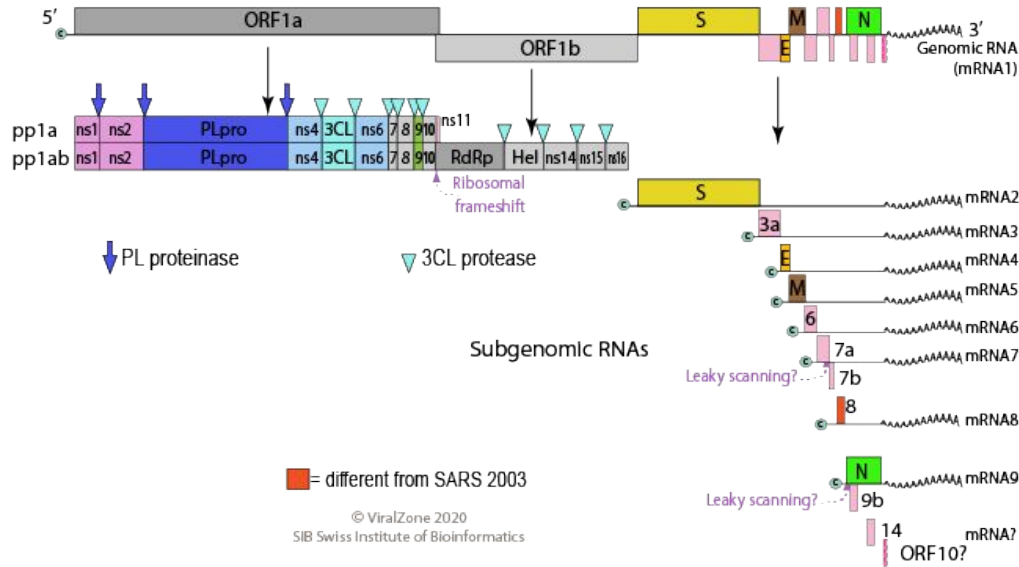 5′ ORF1a S M N 3′
C ORF1b E Genomic RNA
(mRNA1)
ns11
pp1a ns1 ns2 PLpro ns4 3CL ns6 7 8 9 10
pp1ab ns1 ns2 PLpro ns4 3CL ns6 7 8 9 10 RdRp Hel ns14 ns15 ns16
Ribosomal
frameshift
S
C mRNA2
3a
C mRNA3
PL proteinase 3CL protease
E
C mRNA4
M
C mRNA5
6
C mRNA6
Subgenomic RNAs
7a
C mRNA7
Leaky scanning?
7b
8
C mRNA8
= different from SARS 2003
N
C mRNA9
Leaky scanning? 9b
© ViralZone 2020
SIB Swiss Institute of Bioinformatics
14 mRNA?
ORF10?